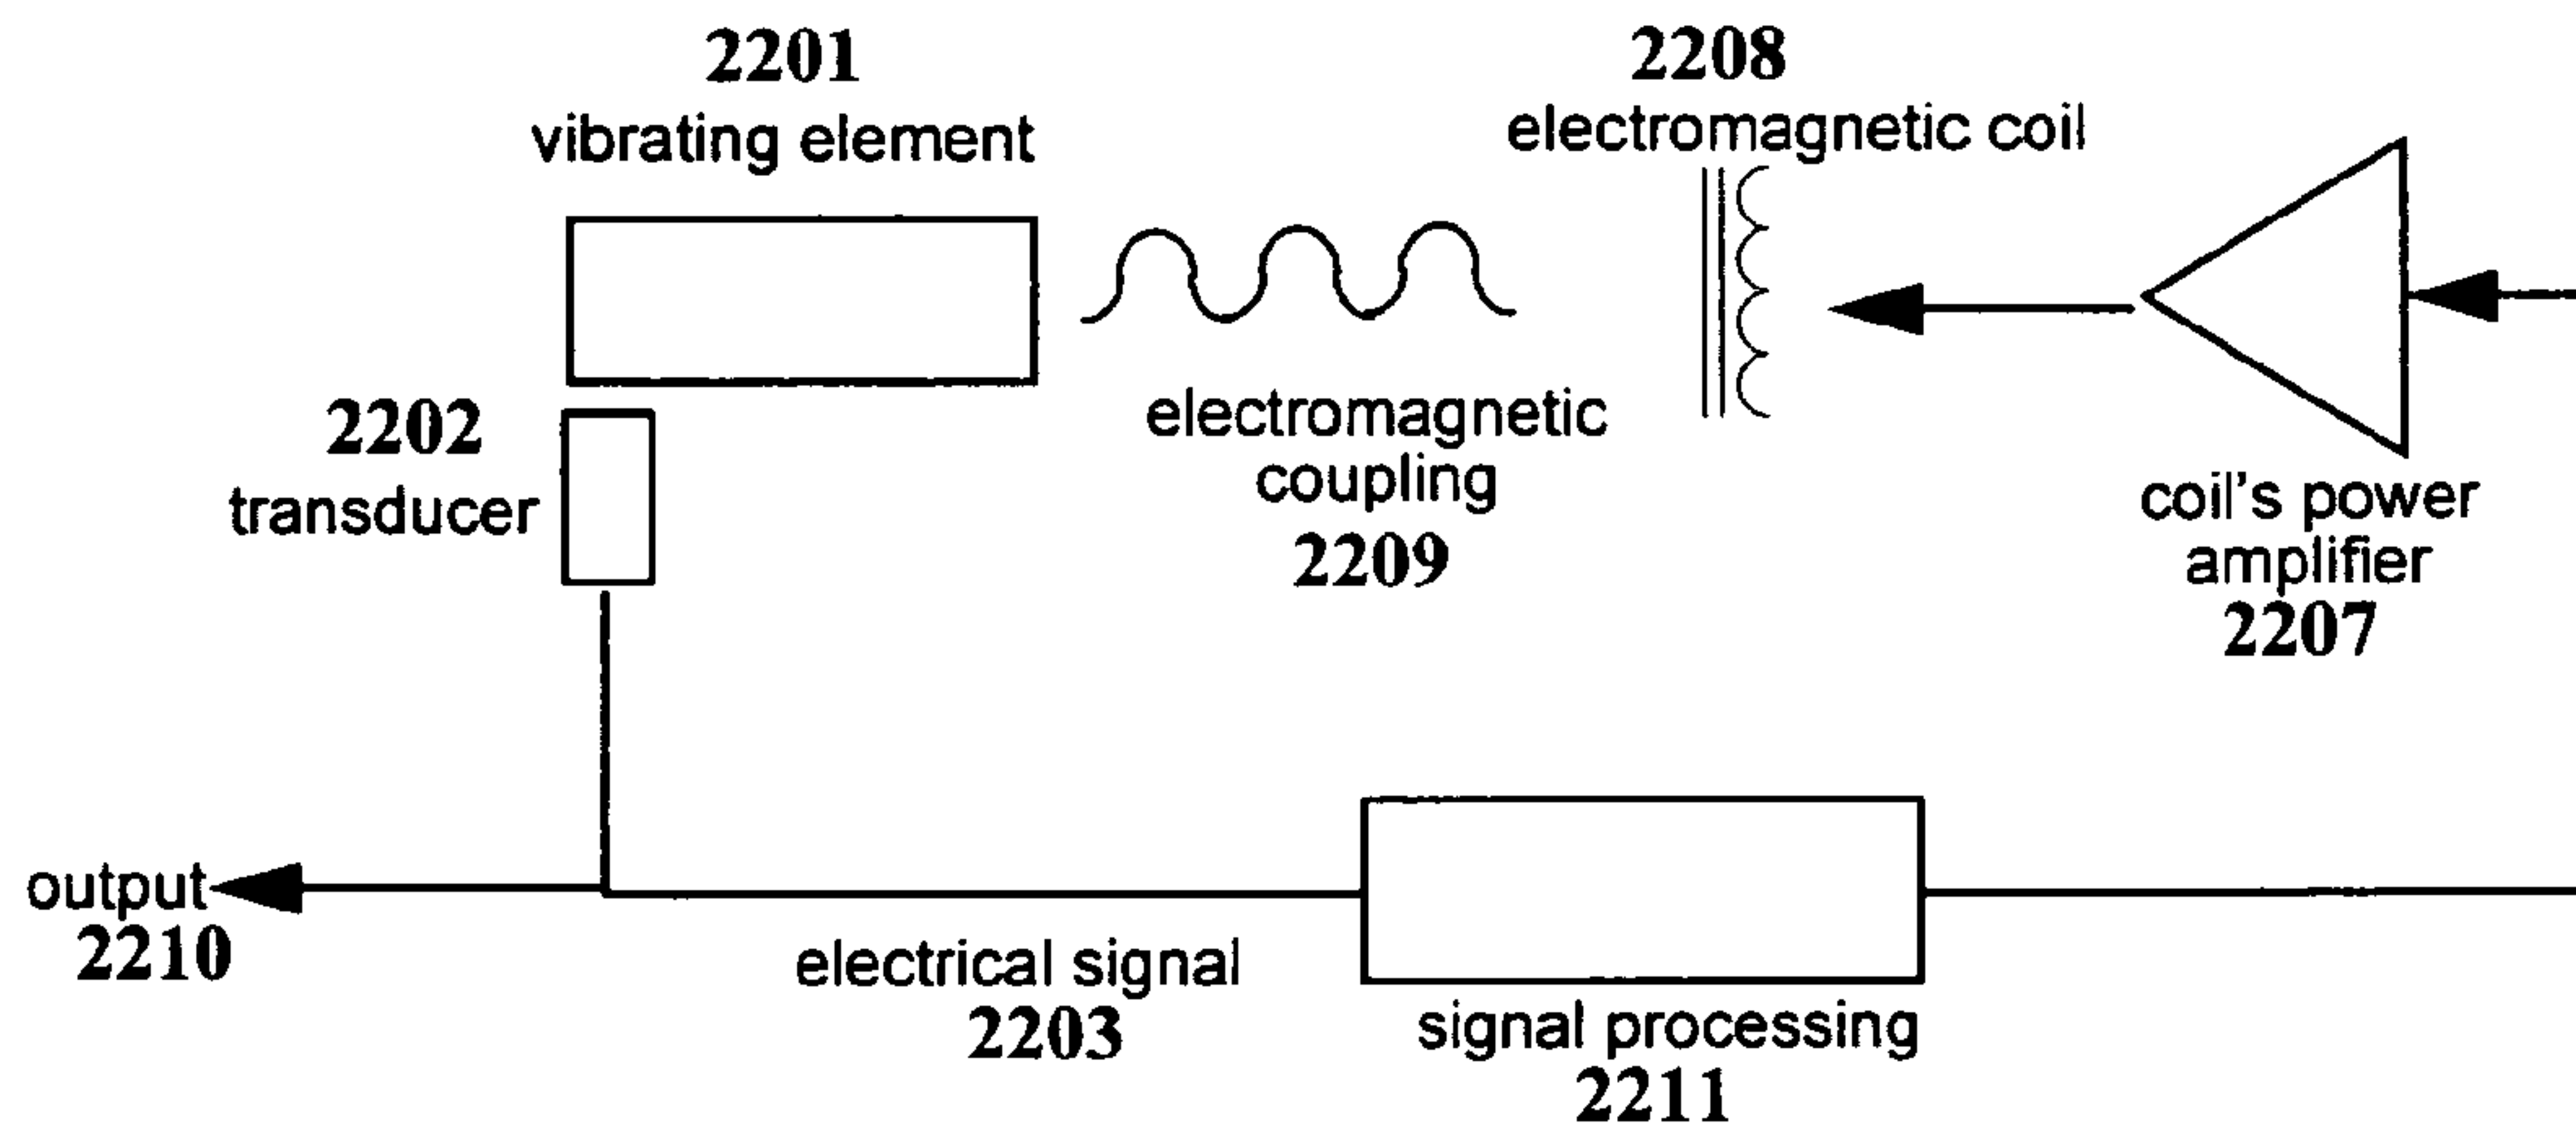 2201
vibrating element
2208
electromagnetic coil
2202
transducer
electromagnetic
coupling
2209
coil's power
amplifier
2207
output
2210
electrical signal
2203
signal processing
2211